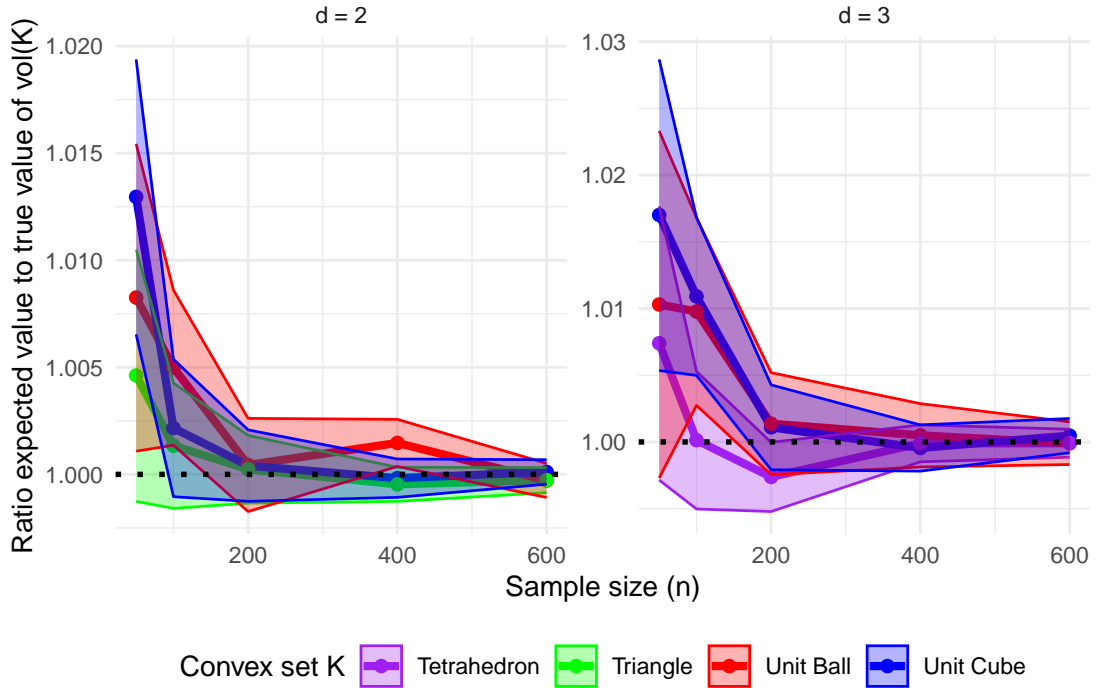 d = 2
d = 3
Ratio expected value to true value of vol(K)
1.020
1.015
1.010
1.005
1.000
1.03
1.02
1.01
1.00
200
400
600
200
400
600
Sample size (n)
Convex set K
Tetrahedron
Triangle
Unit Ball
Unit Cube